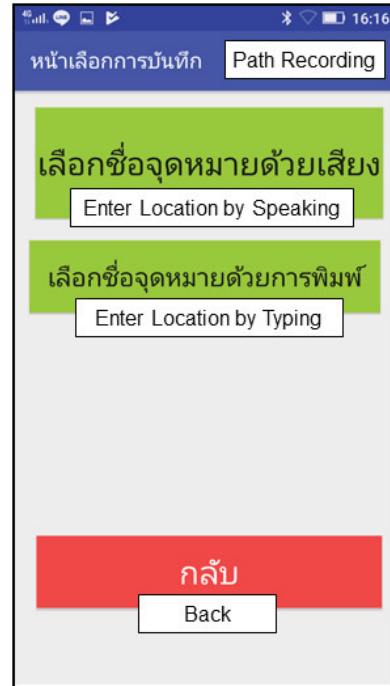 4G 16:16
หน้าเลือกการบันทึก Path Recording
เลือกชื่อจุดหมายด้วยเสียง
Enter Location by Speaking
เลือกชื่อจุดหมายด้วยการพิมพ์
Enter Location by Typing
กลับ
Back